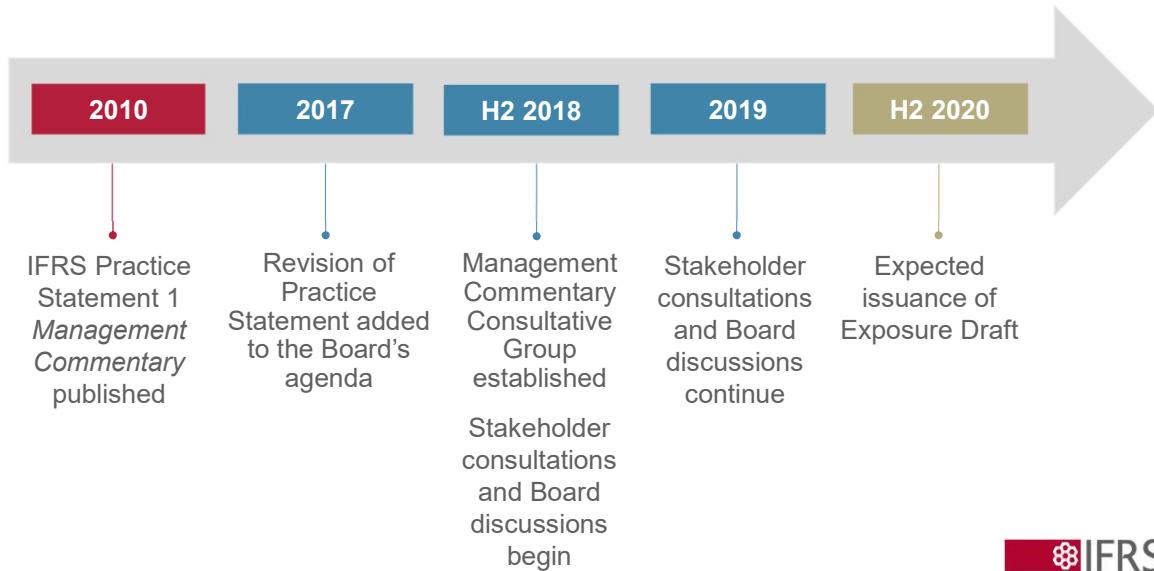 2010
2017
H2 2018
2019
H2 2020
IFRS Practice
Statement 1
Management
Commentary
published
Revision of
Practice
Statement added
to the Board’s
agenda
Management
Commentary
Consultative
Group
established
Stakeholder
consultations
and Board
discussions
begin
Stakeholder
consultations
and Board
discussions
continue
Expected
issuance of
Exposure Draft
IFRS